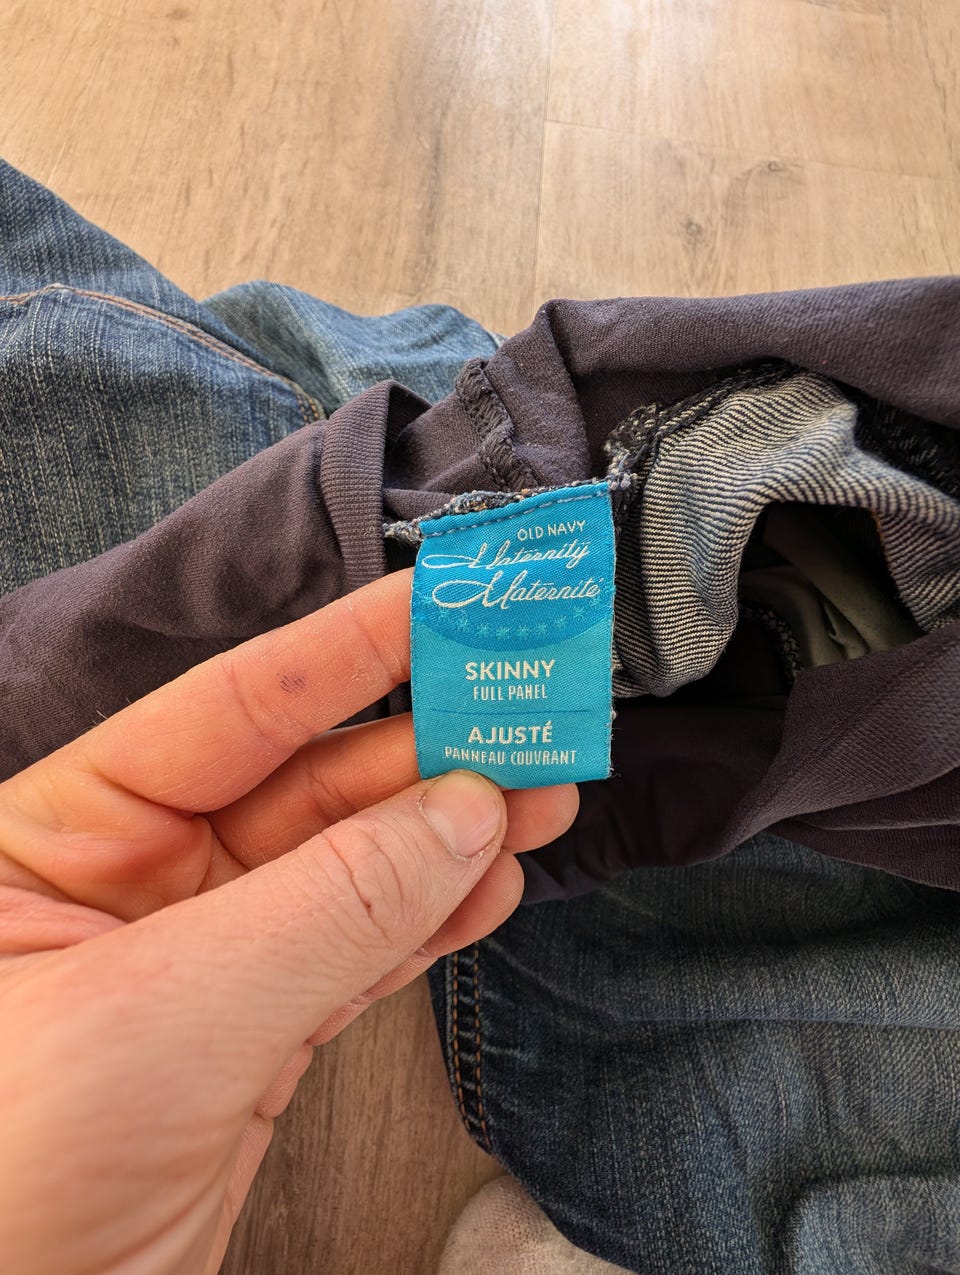 OLD NAVY
Maternity
Maternité
SKINNY
FULL PANEL
AJUSTÉ
PANNEAU COUVRANT